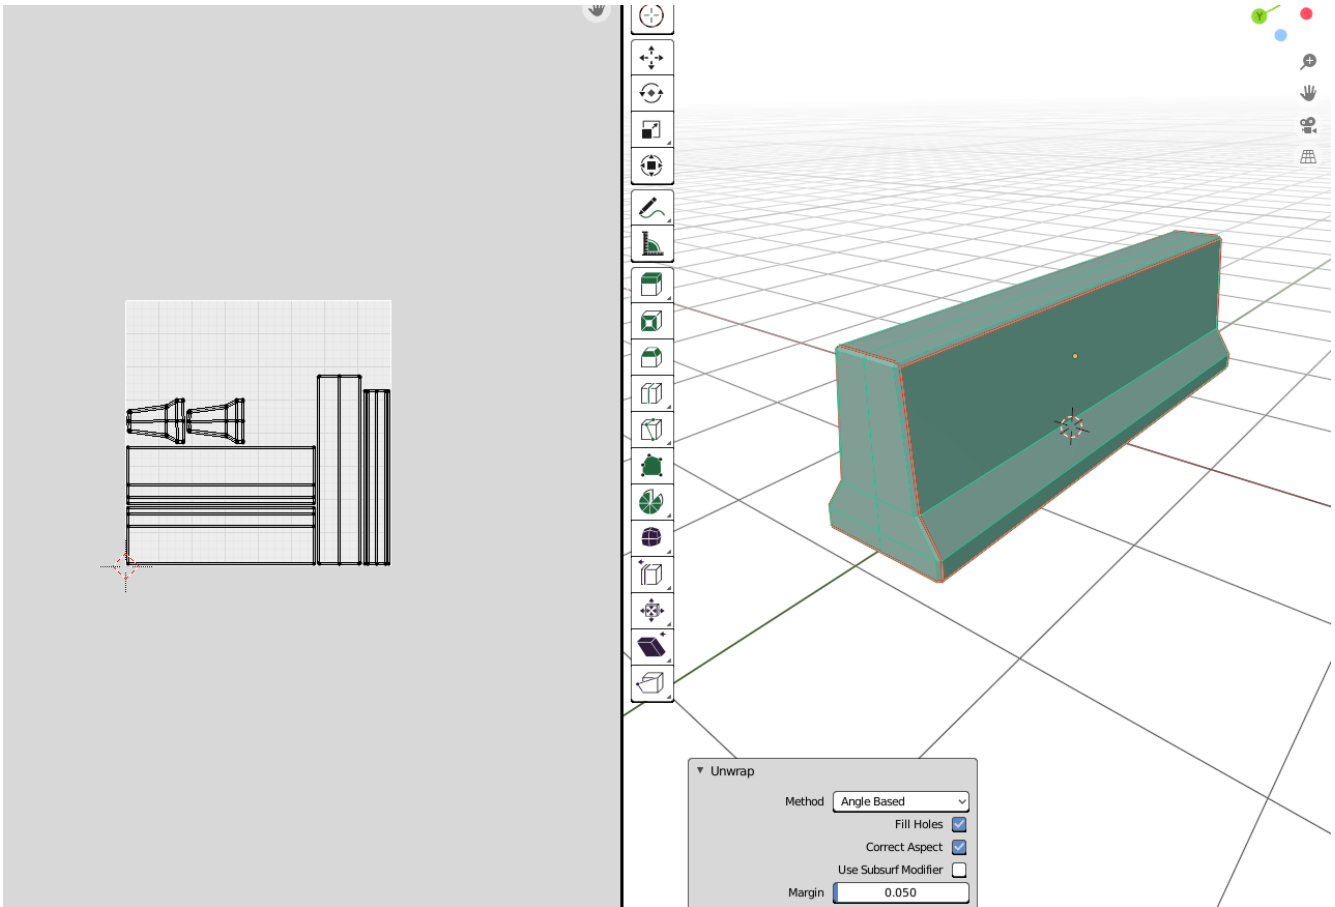 Y
Unwrap
Method Angle Based
Fill Holes
Correct Aspect
Use Subsurf Modifier
Margin 0.050